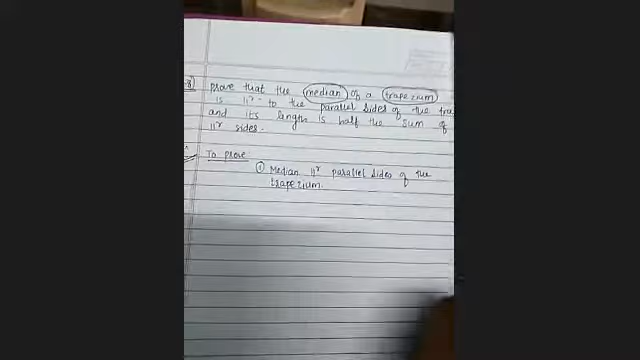 prove that the median of a trapezium
is ||r to the parallel sides of the tra
and its length is half the sum of
||r sides.
To prove
① Median ||r parallel sides of the
trapezium.